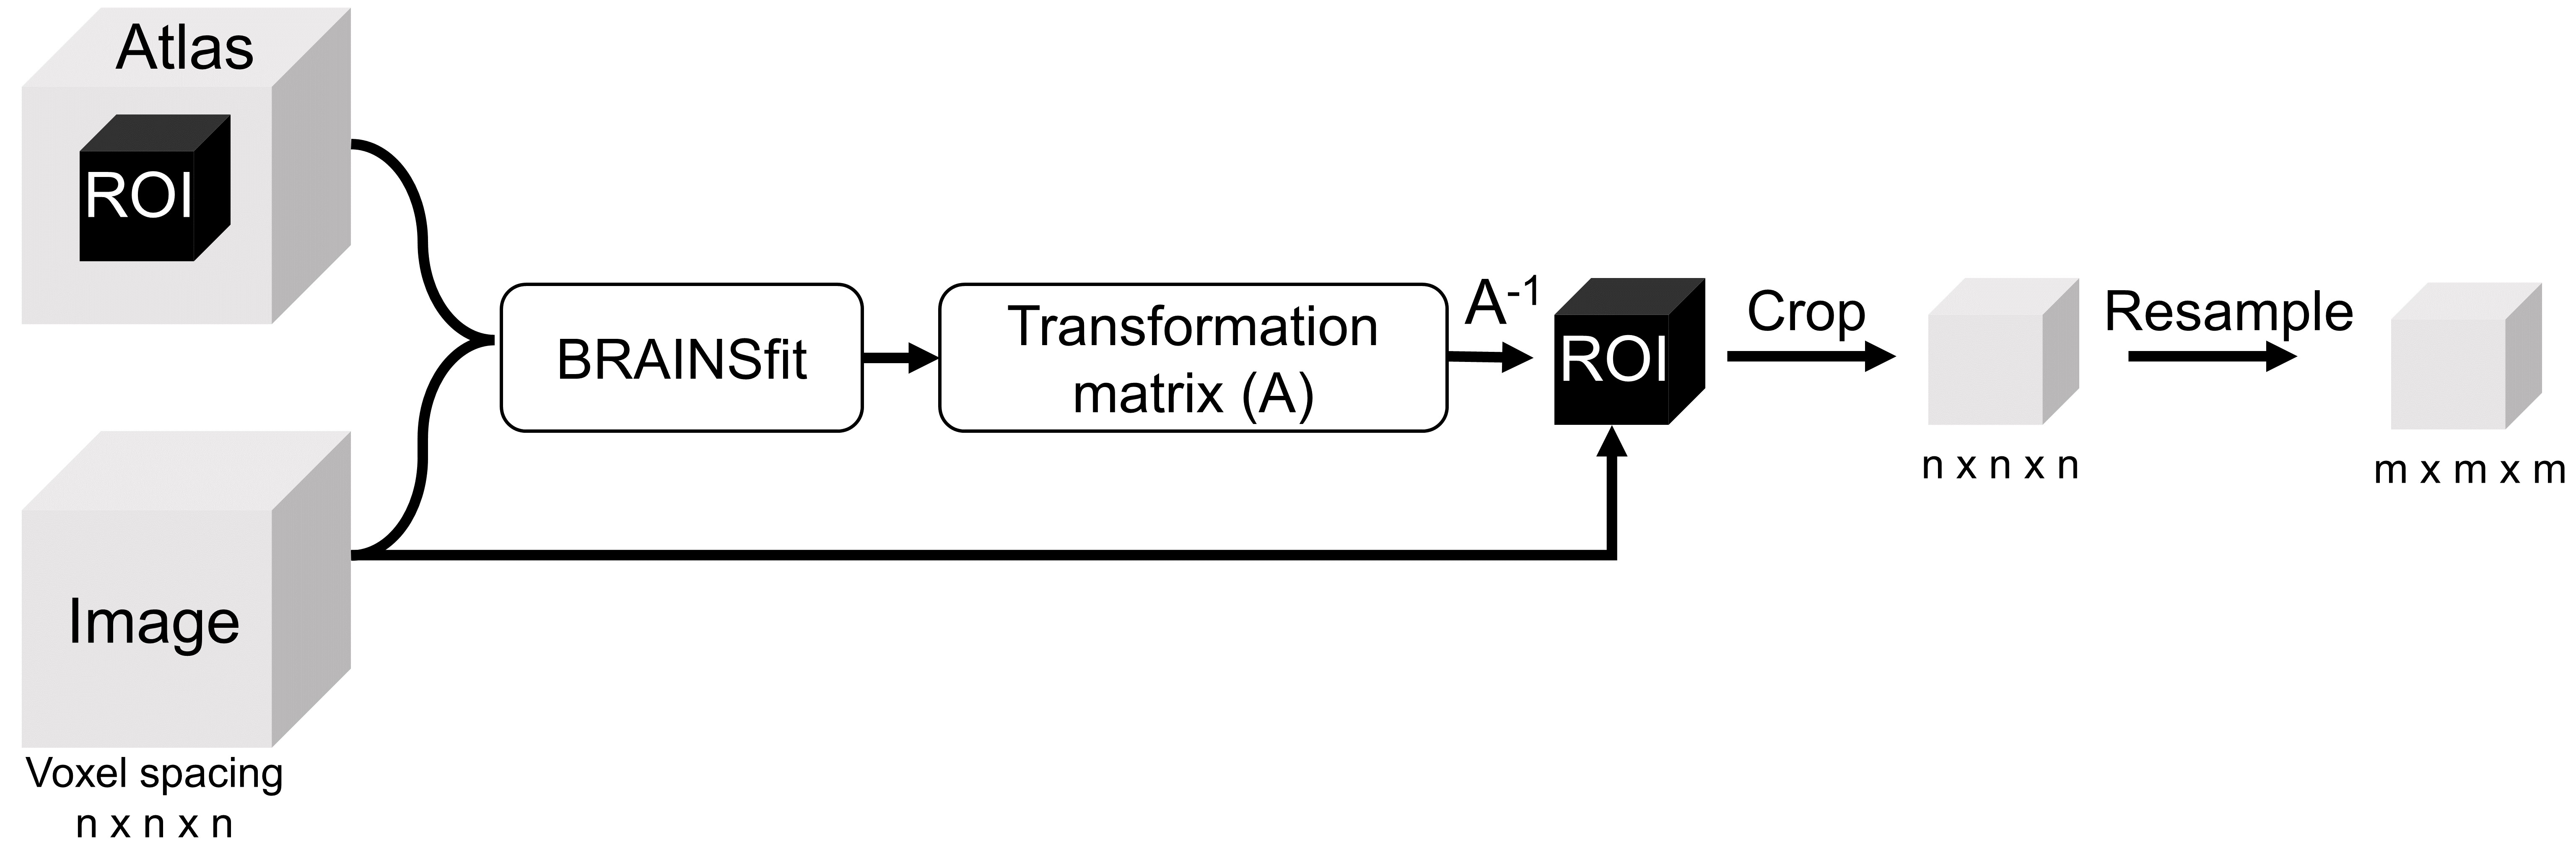 Atlas
ROI
Image
Voxel spacing
n x n x n
BRAINSfit
Transformation
matrix (A)
A-1
ROI
Crop
n x n x n
Resample
m x m x m